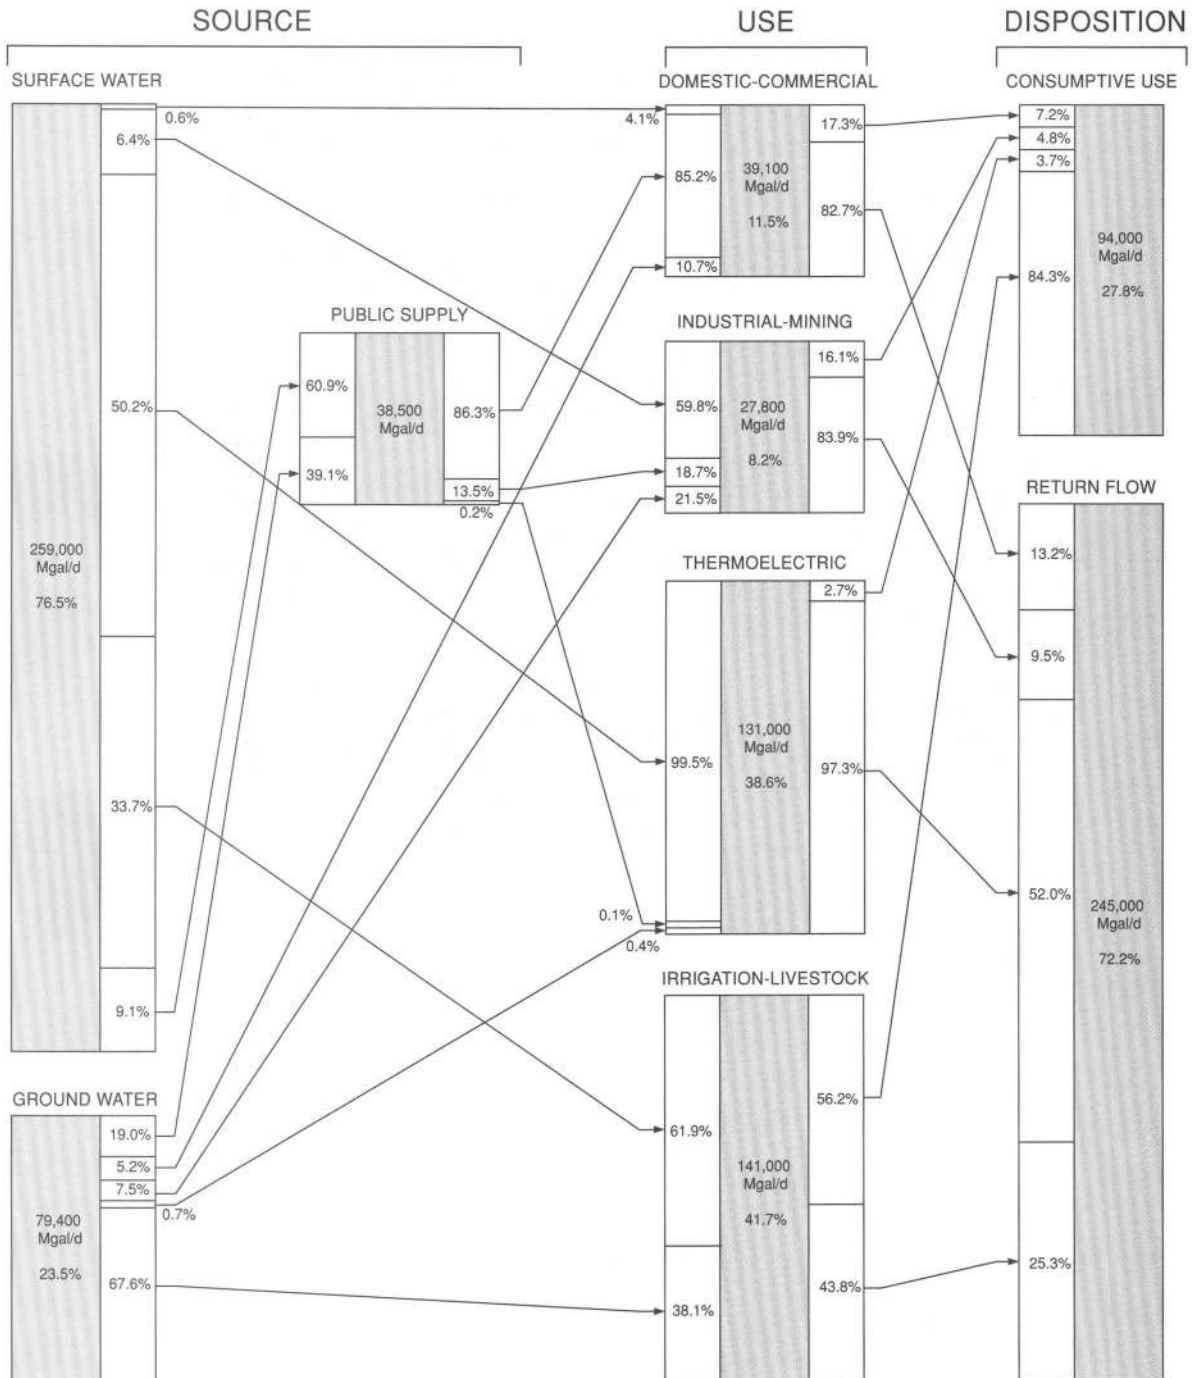 SOURCE
USE
DISPOSITION
SURFACE WATER
0.6%
6.4%
50.2%
259,000
Mgal/d
76.5%
33.7%
9.1%
GROUND WATER
19.0%
5.2%
7.5%
0.7%
79,400
Mgal/d
23.5%
67.6%
PUBLIC SUPPLY
60.9%
39.1%
38,500
Mgal/d
86.3%
13.5%
0.2%
DOMESTIC-COMMERCIAL
4.1%
85.2%
10.7%
39,100
Mgal/d
11.5%
17.3%
82.7%
INDUSTRIAL-MINING
59.8%
18.7%
21.5%
27,800
Mgal/d
8.2%
16.1%
83.9%
THERMOELECTRIC
99.5%
0.1%
0.4%
131,000
Mgal/d
38.6%
2.7%
97.3%
IRRIGATION-LIVESTOCK
61.9%
38.1%
141,000
Mgal/d
41.7%
56.2%
43.8%
CONSUMPTIVE USE
7.2%
4.8%
3.7%
84.3%
94,000
Mgal/d
27.8%
RETURN FLOW
13.2%
9.5%
52.0%
25.3%
245,000
Mgal/d
72.2%